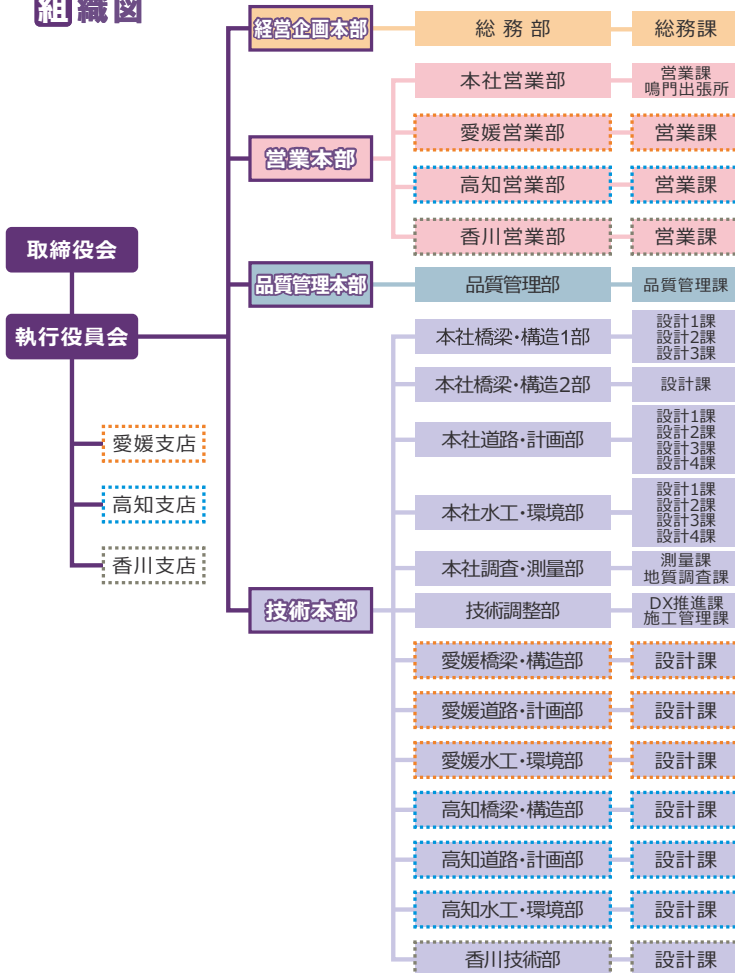 組織図
取締役会
執行役員会
愛媛支店
高知支店
香川支店
経営企画本部
総務部
総務課
営業本部
本社営業部
営業課
鳴門出張所
愛媛営業部
営業課
高知営業部
営業課
香川営業部
営業課
品質管理本部
品質管理部
品質管理課
技術本部
本社橋梁・構造1部
設計1課
設計2課
設計3課
本社橋梁・構造2部
設計課
本社道路・計画部
設計1課
設計2課
設計3課
設計4課
本社水工・環境部
設計1課
設計2課
設計3課
設計4課
本社調査・測量部
測量課
地質調査課
技術調整部
DX推進課
施工管理課
愛媛橋梁・構造部
設計課
愛媛道路・計画部
設計課
愛媛水工・環境部
設計課
高知橋梁・構造部
設計課
高知道路・計画部
設計課
高知水工・環境部
設計課
香川技術部
設計課